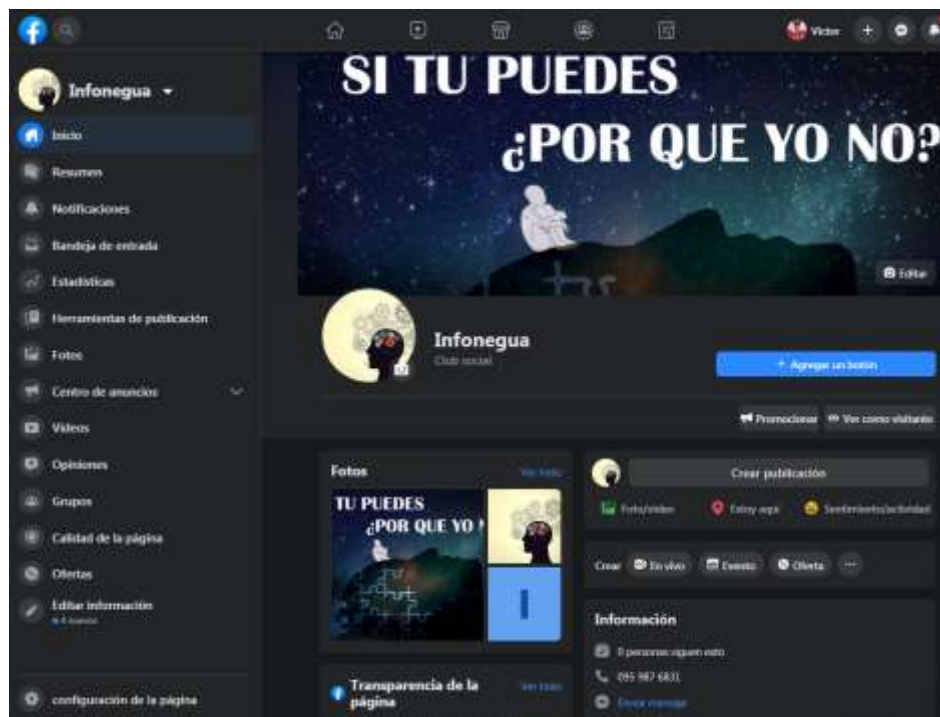 Victor
Infonegua
Inicio
Resumen
Notificaciones
Bandeja de entrada
Estadísticas
Herramientas de publicación
Fotos
Centro de anuncios
Videos
Opiniones
Grupos
Calidad de la página
Ofertas
Editar información
4 nuevos
configuración de la página
SI TU PUEDES
¿POR QUE YO NO?
Editar
Infonegua
Club social
+ Agregar un botón
Promocionar
Ver como visitante
Fotos
Ver todo
TU PUEDES
¿POR QUE YO
I
Transparencia de la página
Ver todo
Crear publicación
Foto/video
Estoy aquí
Sentimiento/actividad
Crear
En vivo
Evento
Oferta
Información
0 personas siguen esto
095 987 6831
Enviar mensaje